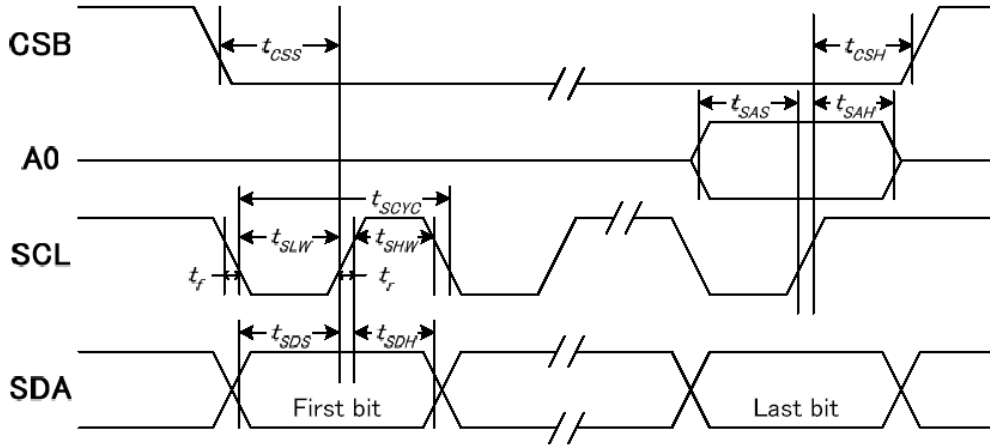 CSB
tCSS
tCSH
A0
tSAS
tSAH
SCL
tSCYC
tSLW
tSHW
tf
tr
SDA
tSDS
tSDH
First bit
Last bit